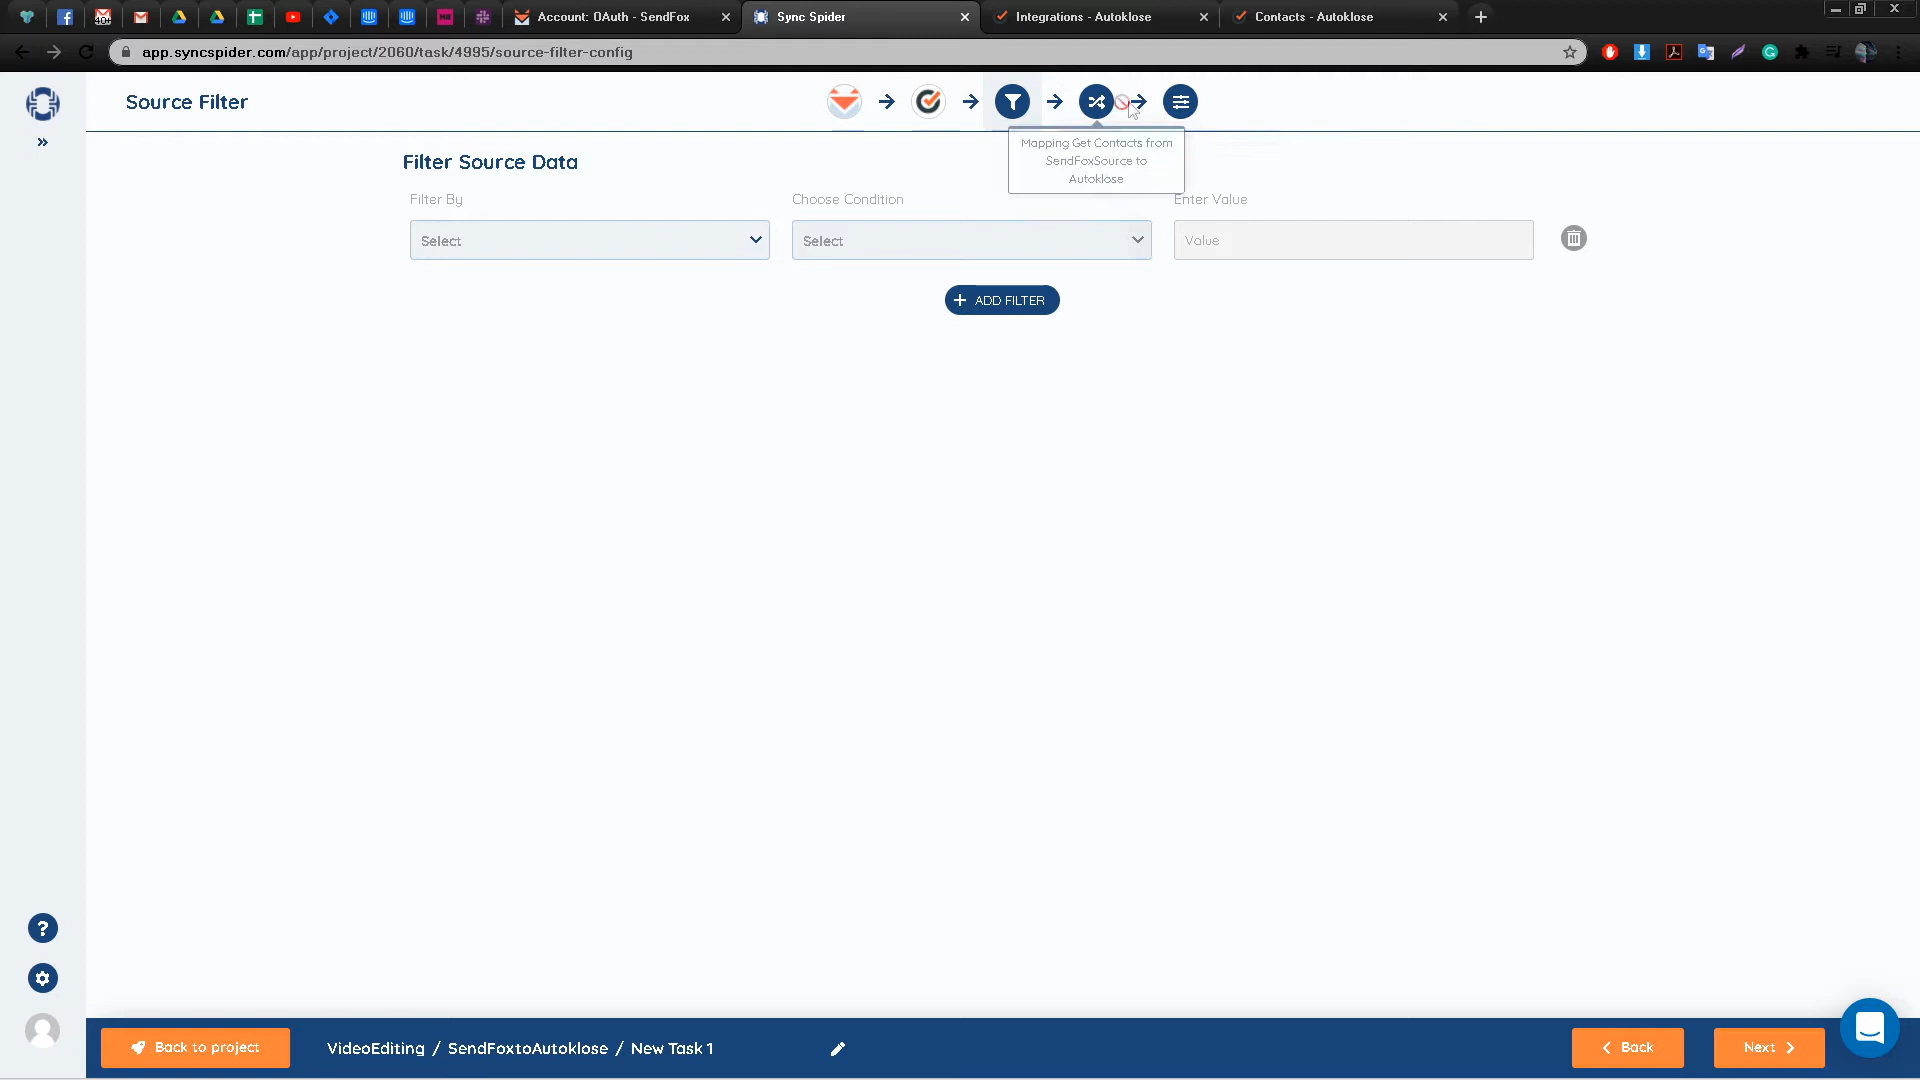 40+
Account: OAuth - SendFox
Sync Spider
Integrations - Autoklose
Contacts - Autoklose
app.syncspider.com/app/project/2060/task/4995/source-filter-config
Source Filter
Mapping Get Contacts from
SendFoxSource to
Autoklose
Filter Source Data
Filter By
Choose Condition
Enter Value
Select
Select
Value
+ ADD FILTER
?
Back to project
VideoEditing / SendFoxtoAutoklose / New Task 1
Back
Next